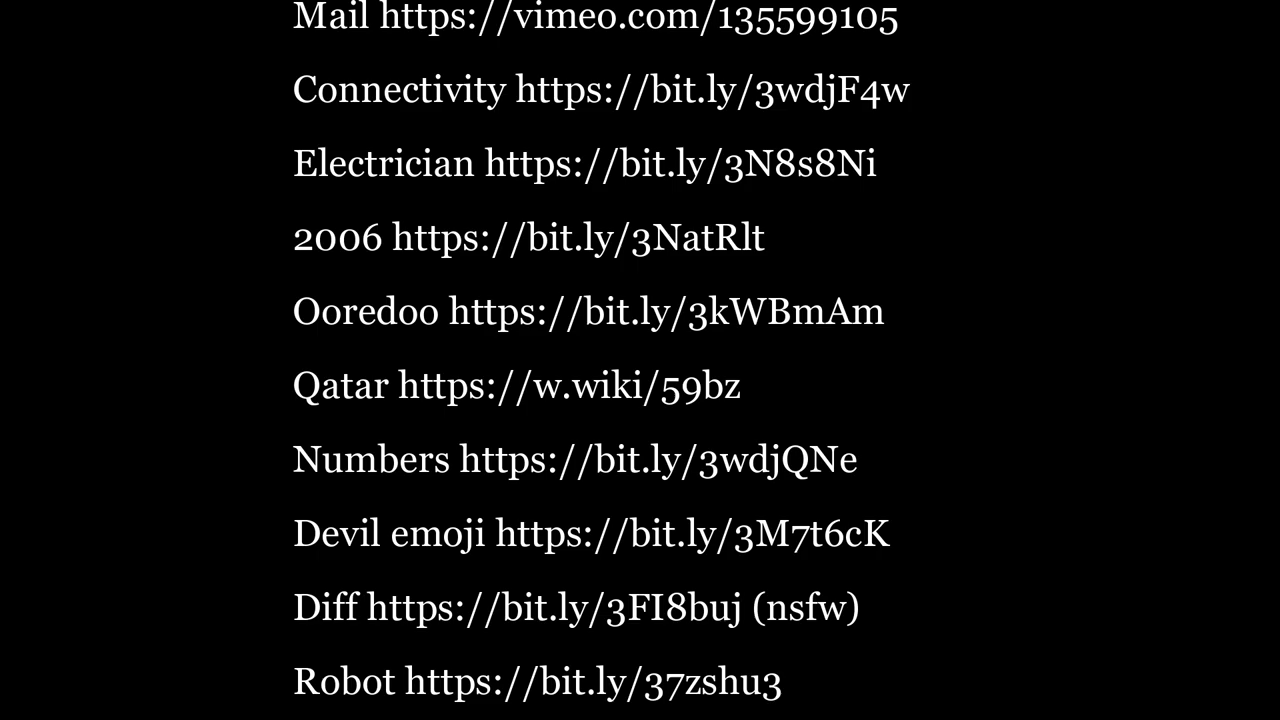 Mail https://vimeo.com/135599105
Connectivity https://bit.ly/3wdjF4w
Electrician https://bit.ly/3N8s8Ni
2006 https://bit.ly/3NatRlt
Ooredoo https://bit.ly/3kWBmAm
Qatar https://w.wiki/59bz
Numbers https://bit.ly/3wdjQNe
Devil emoji https://bit.ly/3M7t6cK
Diff https://bit.ly/3FI8buj (nsfw)
Robot https://bit.ly/37zshu3